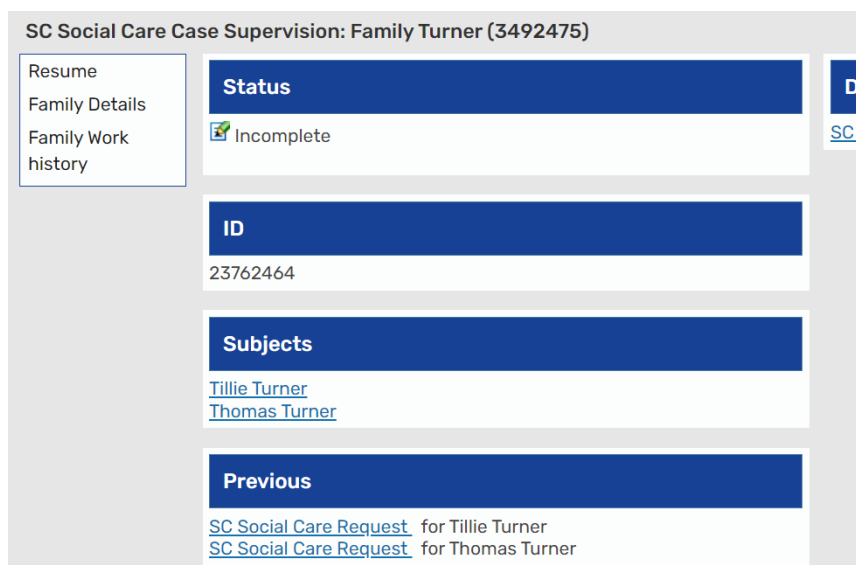 SC Social Care Case Supervision: Family Turner (3492475)
Resume
Family Details
Family Work
history
Status
Incomplete
ID
23762464
Subjects
Tillie Turner
Thomas Turner
Previous
SC Social Care Request for Tillie Turner
SC Social Care Request for Thomas Turner
D
SC